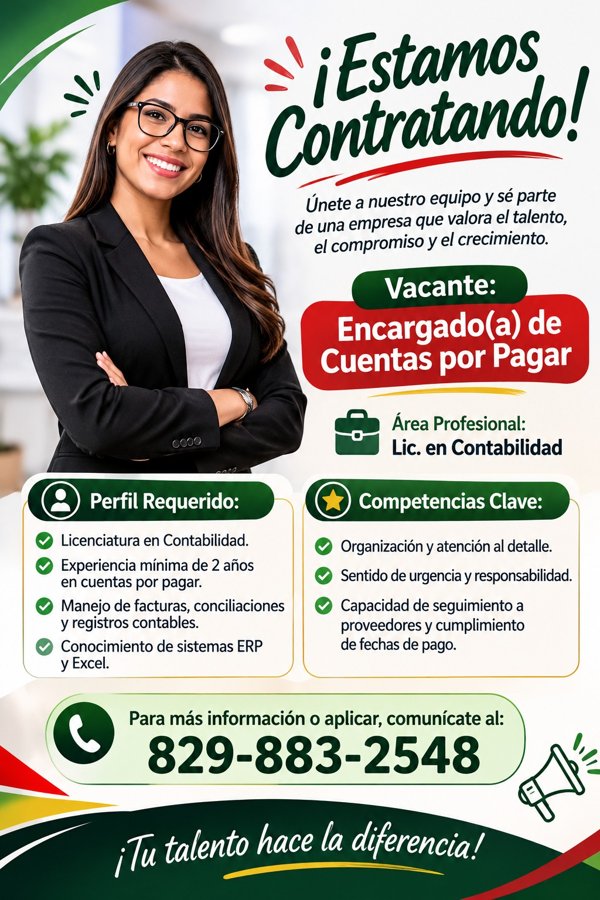 ¡Estamos
Contratando!
Únete a nuestro equipo y sé parte
de una empresa que valora el talento,
el compromiso y el crecimiento.
Vacante:
Encargado(a) de
Cuentas por Pagar
Área Profesional:
Lic. en Contabilidad
Perfil Requerido:
Licenciatura en Contabilidad.
Experiencia mínima de 2 años
en cuentas por pagar.
Manejo de facturas, conciliaciones
y registros contables.
Conocimiento de sistemas ERP
y Excel.
Competencias Clave:
Organización y atención al detalle.
Sentido de urgencia y responsabilidad.
Capacidad de seguimiento a
proveedores y cumplimiento
de fechas de pago.
Para más información o aplicar, comunícate al:
829-883-2548
¡Tu talento hace la diferencia!